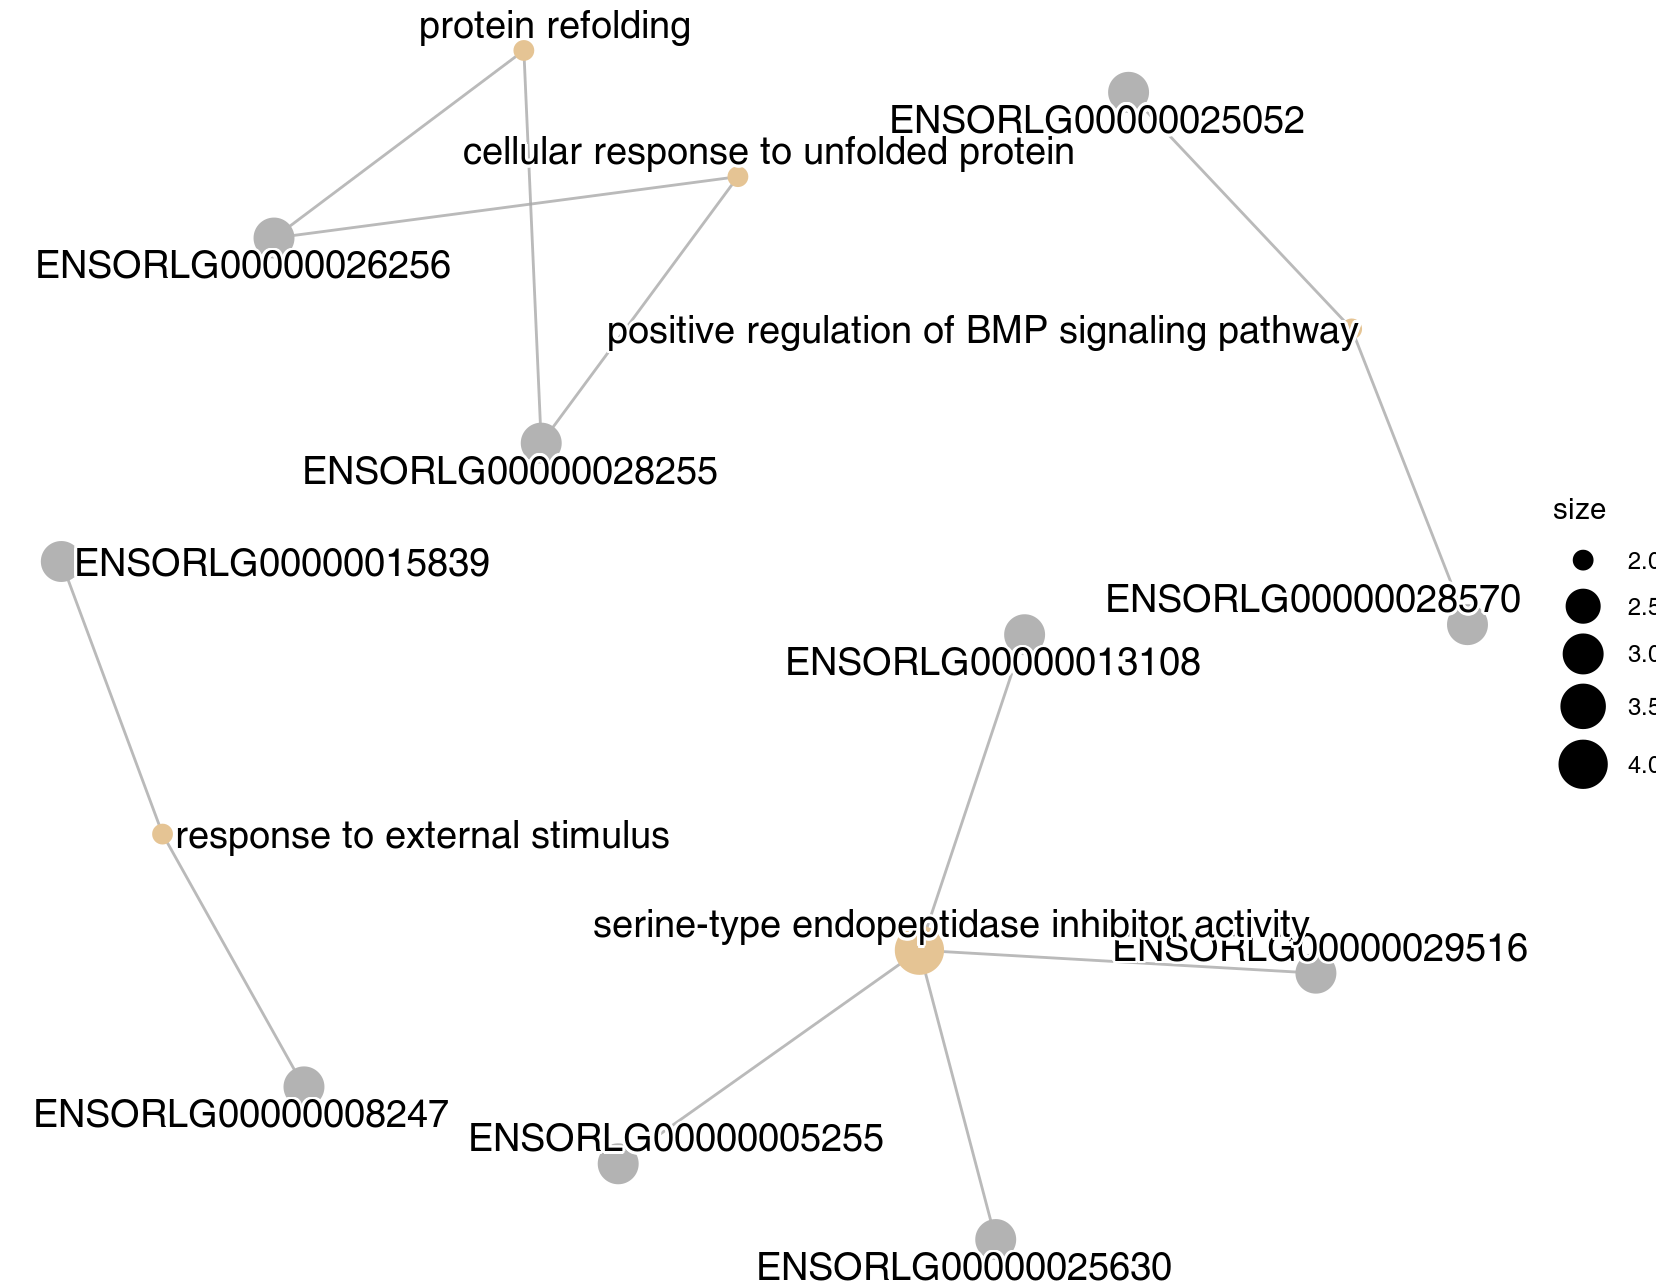 protein refolding
ENSORLG00000025052
cellular response to unfolded protein
ENSORLG00000026256
positive regulation of BMP signaling pathway
ENSORLG00000028255
size
2.0
2.5
3.0
3.5
4.0
ENSORLG00000015839
ENSORLG00000028570
ENSORLG00000013108
response to external stimulus
serine-type endopeptidase inhibitor activity
ENSORLG00000029516
ENSORLG00000008247
ENSORLG00000005255
ENSORLG00000025630